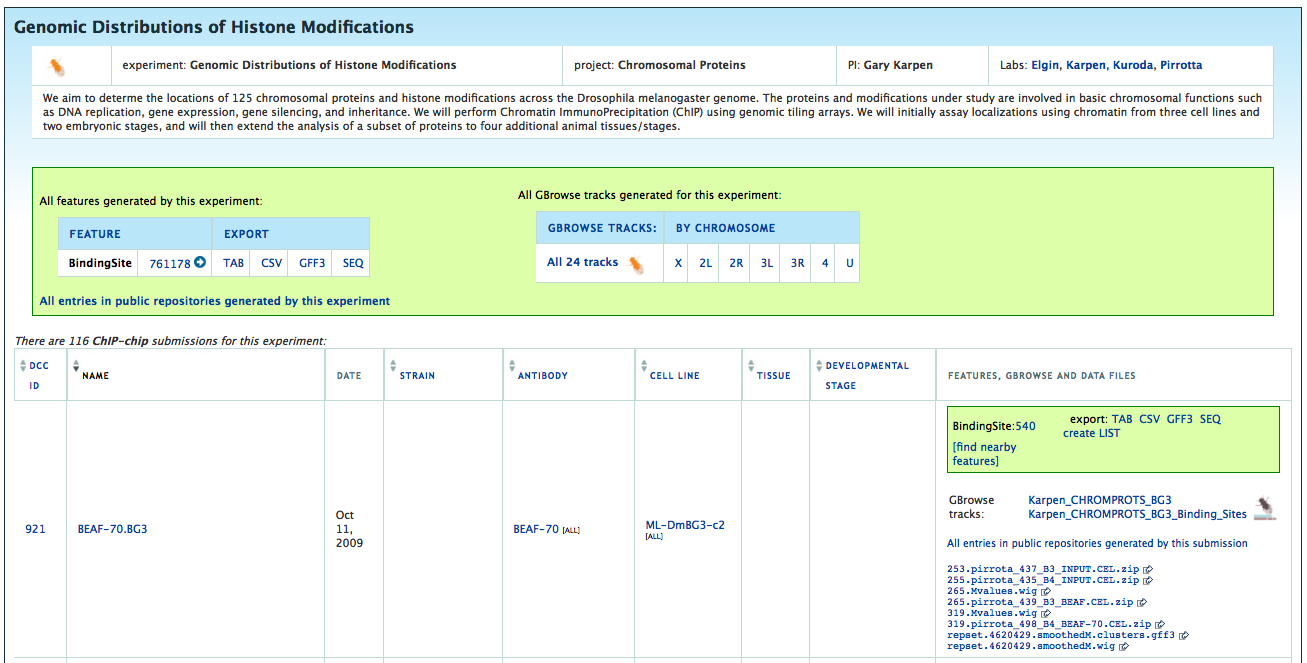 Genomic Distributions of Histone Modifications
experiment: Genomic Distributions of Histone Modifications project: Chromosomal Proteins PI: Gary Karpen Labs: Elgin, Karpen, Kuroda, Pirrotta
We aim to determe the locations of 125 chromosomal proteins and histone modifications across the Drosophila melanogaster genome. The proteins and modifications under study are involved in basic chromosomal functions such
as DNA replication, gene expression, gene silencing, and inheritance. We will perform Chromatin ImmunoPrecipitation (ChIP) using genomic tiling arrays. We will initially assay localizations using chromatin from three cell lines and
two embryonic stages, and will then extend the analysis of a subset of proteins to four additional animal tissues/stages.
All features generated by this experiment:
FEATURE EXPORT
BindingSite 761178 TAB CSV GFF3 SEQ
All entries in public repositories generated by this experiment
All GBrowse tracks generated for this experiment:
GBROWSE TRACKS: BY CHROMOSOME
All 24 tracks X 2L 2R 3L 3R 4 U
There are 116 ChIP-chip submissions for this experiment:
DCC
ID
NAME
DATE
STRAIN
ANTIBODY
CELL LINE
TISSUE
DEVELOPMENTAL
STAGE
FEATURES, GBROWSE AND DATA FILES
921
BEAF-70.BG3
Oct
11,
2009
BEAF-70 [ALL]
ML-DmBG3-c2
[ALL]
BindingSite:540
[find nearby
features]
export: TAB CSV GFF3 SEQ
create LIST
GBrowse
tracks:
Karpen_CHROMPROTS_BG3
Karpen_CHROMPROTS_BG3_Binding_Sites
All entries in public repositories generated by this submission
253.pirrota_437_B3_INPUT.CEL.zip
255.pirrota_435_B4_INPUT.CEL.zip
265.Mvalues.wig
265.pirrota_439_B3_BEAF.CEL.zip
319.Mvalues.wig
319.pirrota_498_B4_BEAF-70.CEL.zip
repset.4620429.smoothedM.clusters.gff3
repset.4620429.smoothedM.wig